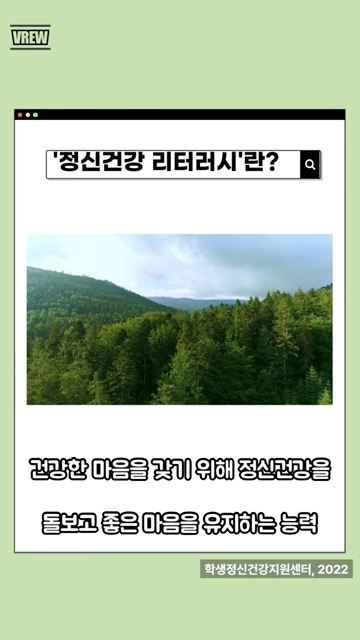 VREW
'정신건강 리터러시'란?
건강한 마음을 갖기 위해 정신건강을
돌보고 좋은 마음을 유지하는 능력
학생정신건강지원센터, 2022